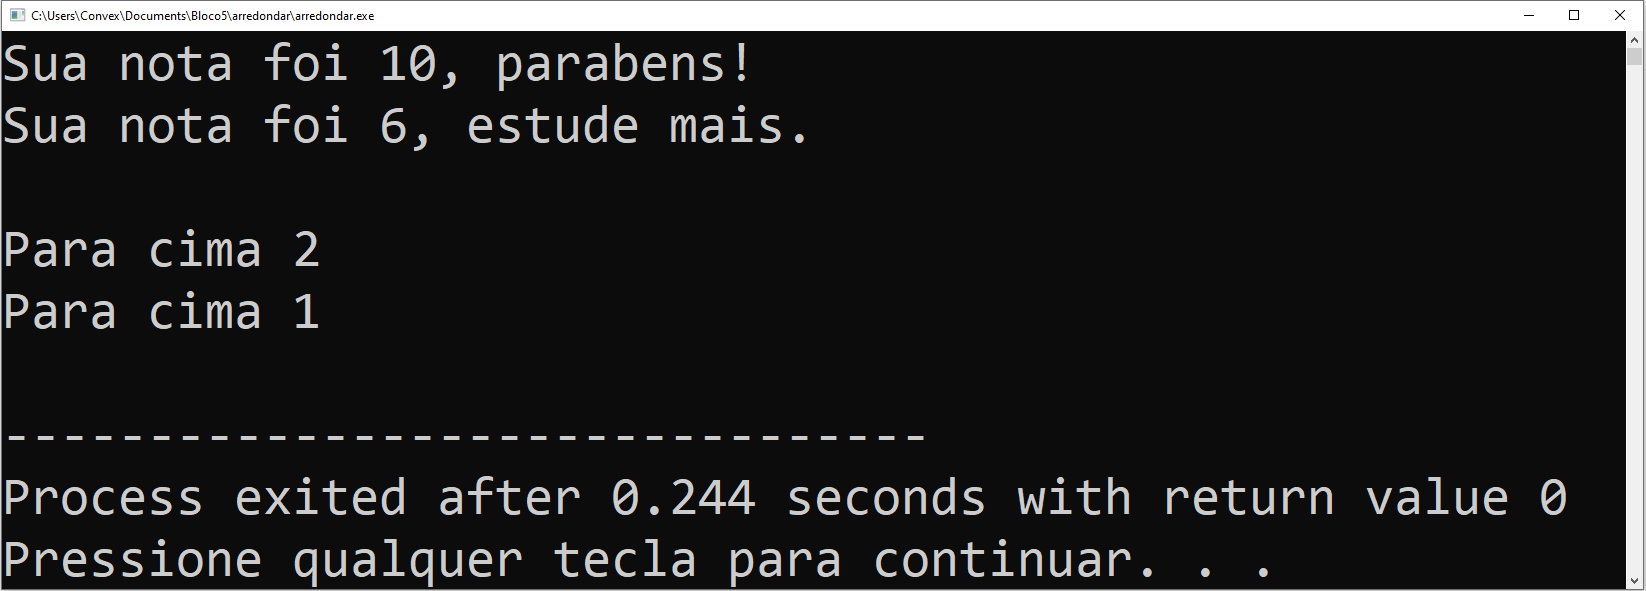 C:\Users\Convex\Documents\Bloco5\arredondar\arredondar.exe
Sua nota foi 10, parabens!
Sua nota foi 6, estude mais.
Para cima 2
Para cima 1
--------------------------------
Process exited after 0.244 seconds with return value 0
Pressione qualquer tecla para continuar. . .